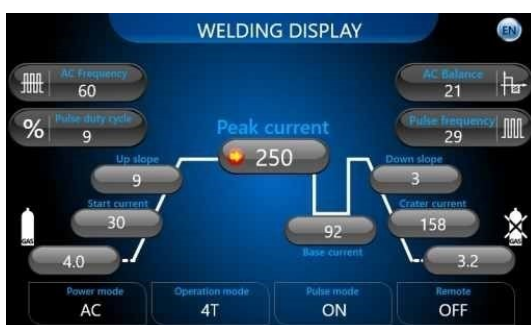 WELDING DISPLAY
EN
AC Frequency
60
AC Balance
21
%
Pulse duty cycle
9
Pulse frequency
29
Peak current
250
Up slope
9
Down slope
3
Start current
30
Crater current
158
92
Base current
GAS
4.0
3.2
GAS
Power mode
AC
Operation mode
4T
Pulse mode
ON
Remote
OFF